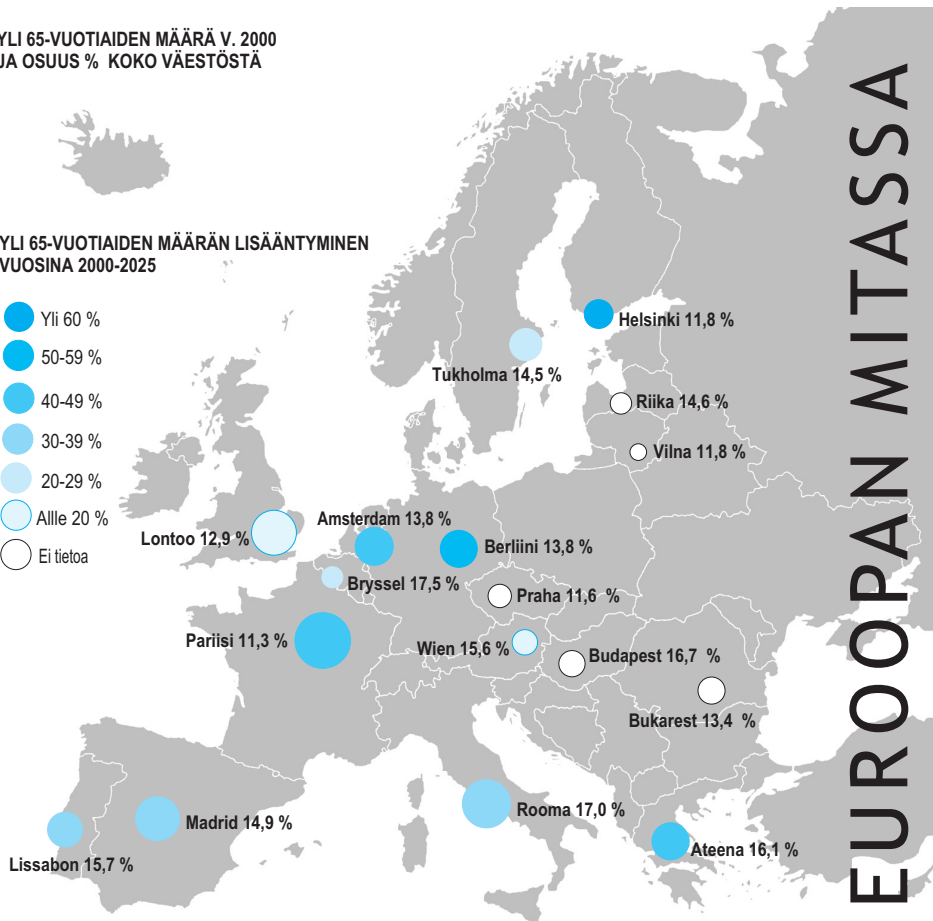 YLI 65-VUOTIAIDEN MÄÄRÄ V. 2000
JA OSUUS % KOKO VÄESTÖSTÄ
YLI 65-VUOTIAIDEN MÄÄRÄN LISÄÄNTYMINEN
VUOSINA 2000-2025
Yli 60 %
50-59 %
40-49 %
30-39 %
20-29 %
Allle 20 %
Ei tietoa
Helsinki 11,8 %
Tukholma 14,5 %
Riika 14,6 %
Vilna 11,8 %
Amsterdam 13,8 %
Lontoo 12,9 %
Berliini 13,8 %
Bryssel 17,5 %
Praha 11,6 %
Pariisi 11,3 %
Wien 15,6 %
Budapest 16,7 %
Bukarest 13,4 %
Rooma 17,0 %
Madrid 14,9 %
Ateena 16,1 %
Lissabon 15,7 %
EUROOPAN MITASSA